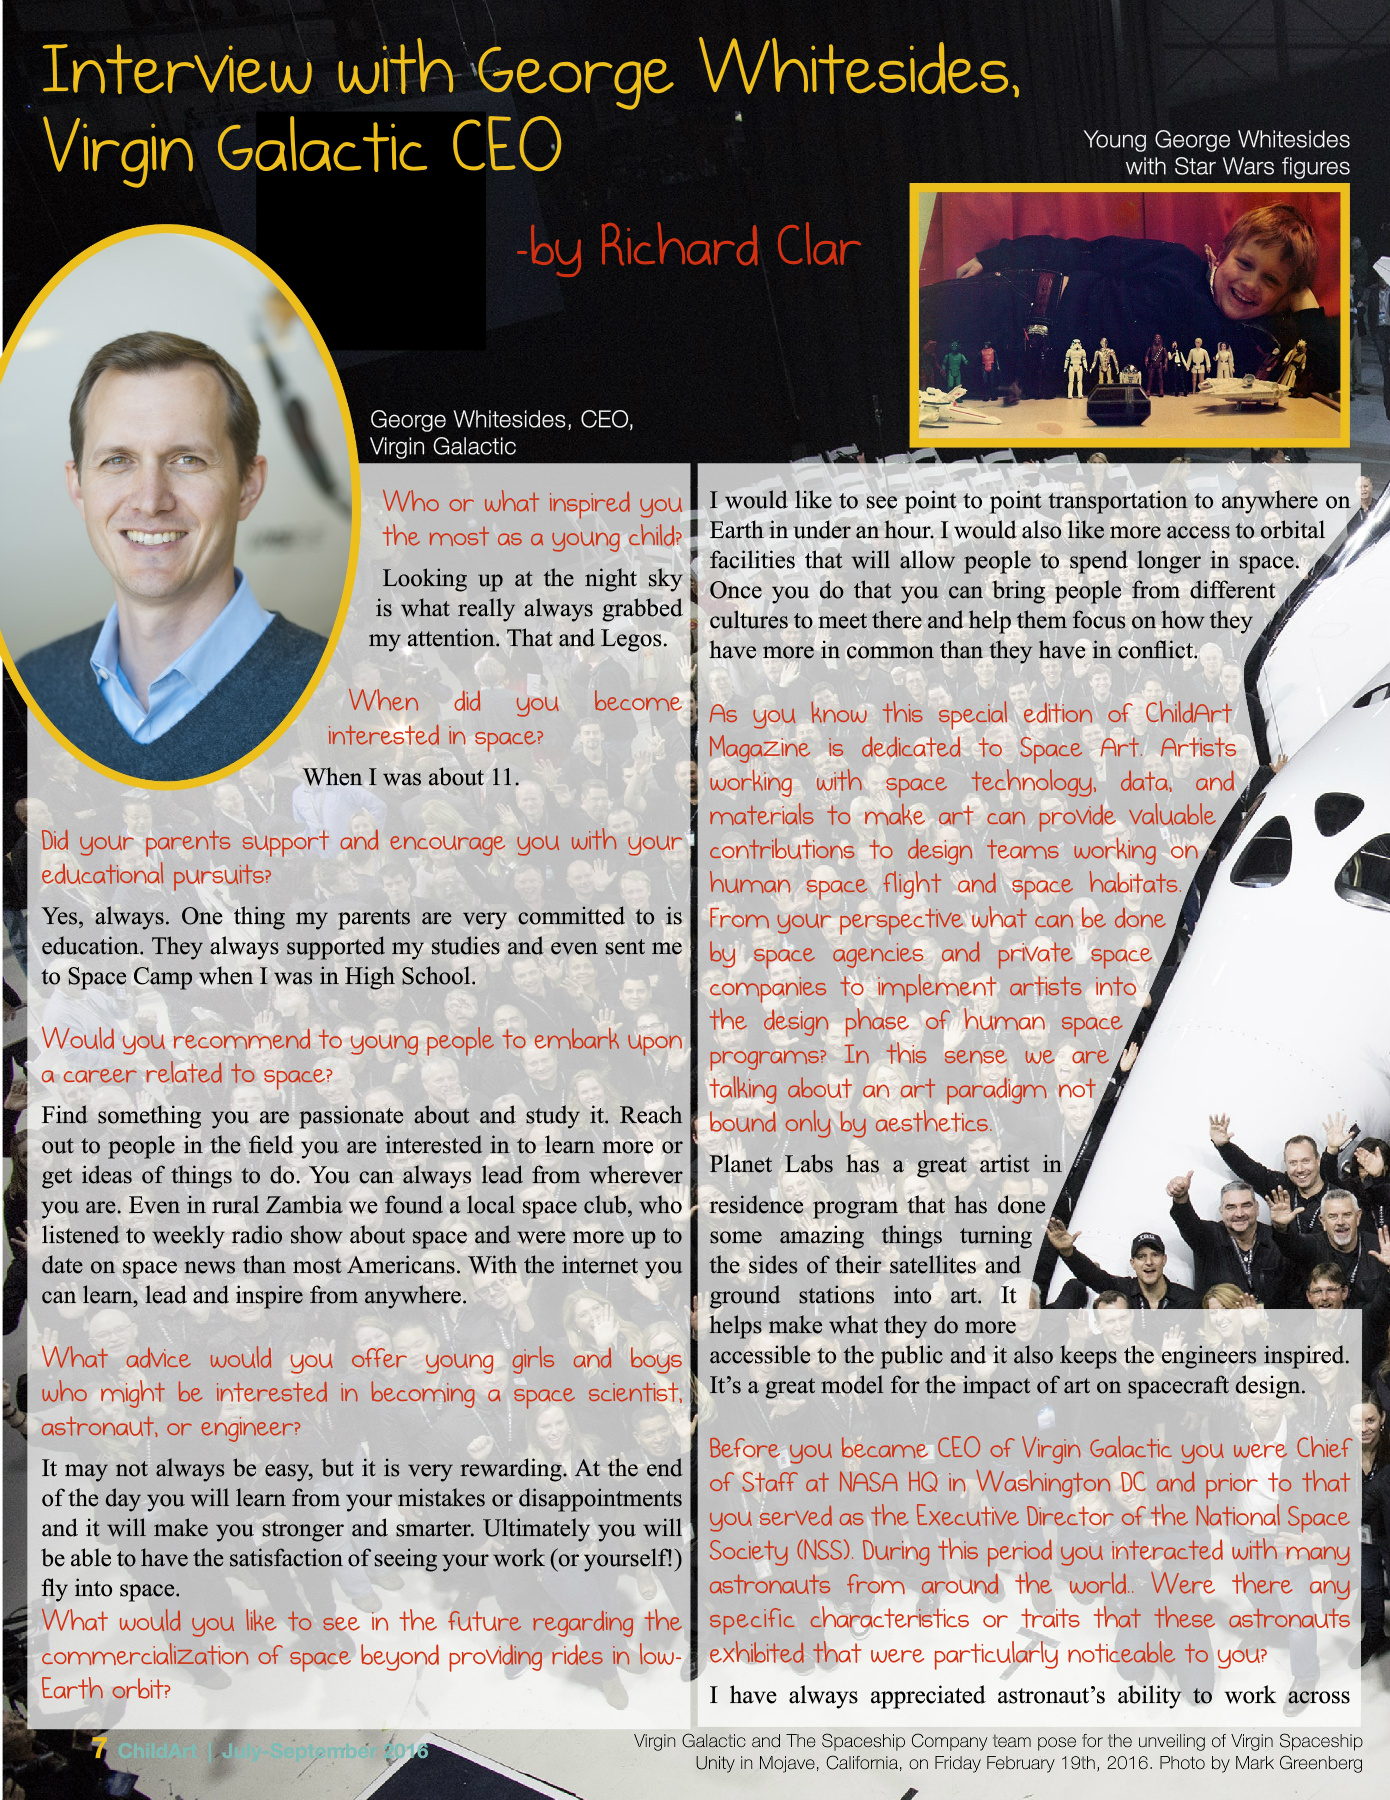 Interview with George Whitesides,
Virgin Galactic CEO
-by Richard Clar
Young George Whitesides
with Star Wars figures
George Whitesides, CEO,
Virgin Galactic
Who or what inspired you
the most as a young child?
Looking up at the night sky
is what really always grabbed
my attention. That and Legos.
When did you become
interested in space?
When I was about 11.
Did your parents support and encourage you with your
educational pursuits?
Yes, always. One thing my parents are very committed to is
education. They always supported my studies and even sent me
to Space Camp when I was in High School.
Would you recommend to young people to embark upon
a career related to space?
Find something you are passionate about and study it. Reach
out to people in the field you are interested in to learn more or
get ideas of things to do. You can always lead from wherever
you are. Even in rural Zambia we found a local space club, who
listened to weekly radio show about space and were more up to
date on space news than most Americans. With the internet you
can learn, lead and inspire from anywhere.
What advice would you offer young girls and boys
who might be interested in becoming a space scientist,
astronaut, or engineer?
It may not always be easy, but it is very rewarding. At the end
of the day you will learn from your mistakes or disappointments
and it will make you stronger and smarter. Ultimately you will
be able to have the satisfaction of seeing your work (or yourself!)
fly into space.
What would you like to see in the future regarding the
commercialization of space beyond providing rides in low-
Earth orbit?
I would like to see point to point transportation to anywhere on
Earth in under an hour. I would also like more access to orbital
facilities that will allow people to spend longer in space.
Once you do that you can bring people from different
cultures to meet there and help them focus on how they
have more in common than they have in conflict.
As you know this special edition of ChildArt
Magazine is dedicated to Space Art. Artists
working with space technology, data, and
materials to make art can provide valuable
contributions to design teams working on
human space flight and space habitats.
From your perspective what can be done
by space agencies and private space
companies to implement artists into
the design phase of human space
programs? In this sense we are
talking about an art paradigm not
bound only by aesthetics.
Planet Labs has a great artist in
residence program that has done
some amazing things turning
the sides of their satellites and
ground stations into art. It
helps make what they do more
accessible to the public and it also keeps the engineers inspired.
It’s a great model for the impact of art on spacecraft design.
Before you became CEO of Virgin Galactic you were Chief
of Staff at NASA HQ in Washington DC and prior to that
you served as the Executive Director of the National Space
Society (NSS). During this period you interacted with many
astronauts from around the world.. Were there any
specific characteristics or traits that these astronauts
exhibited that were particularly noticeable to you?
I have always appreciated astronaut’s ability to work across
7 ChildArt | July-September 2016
Virgin Galactic and The Spaceship Company team pose for the unveiling of Virgin Spaceship
Unity in Mojave, California, on Friday February 19th, 2016. Photo by Mark Greenberg